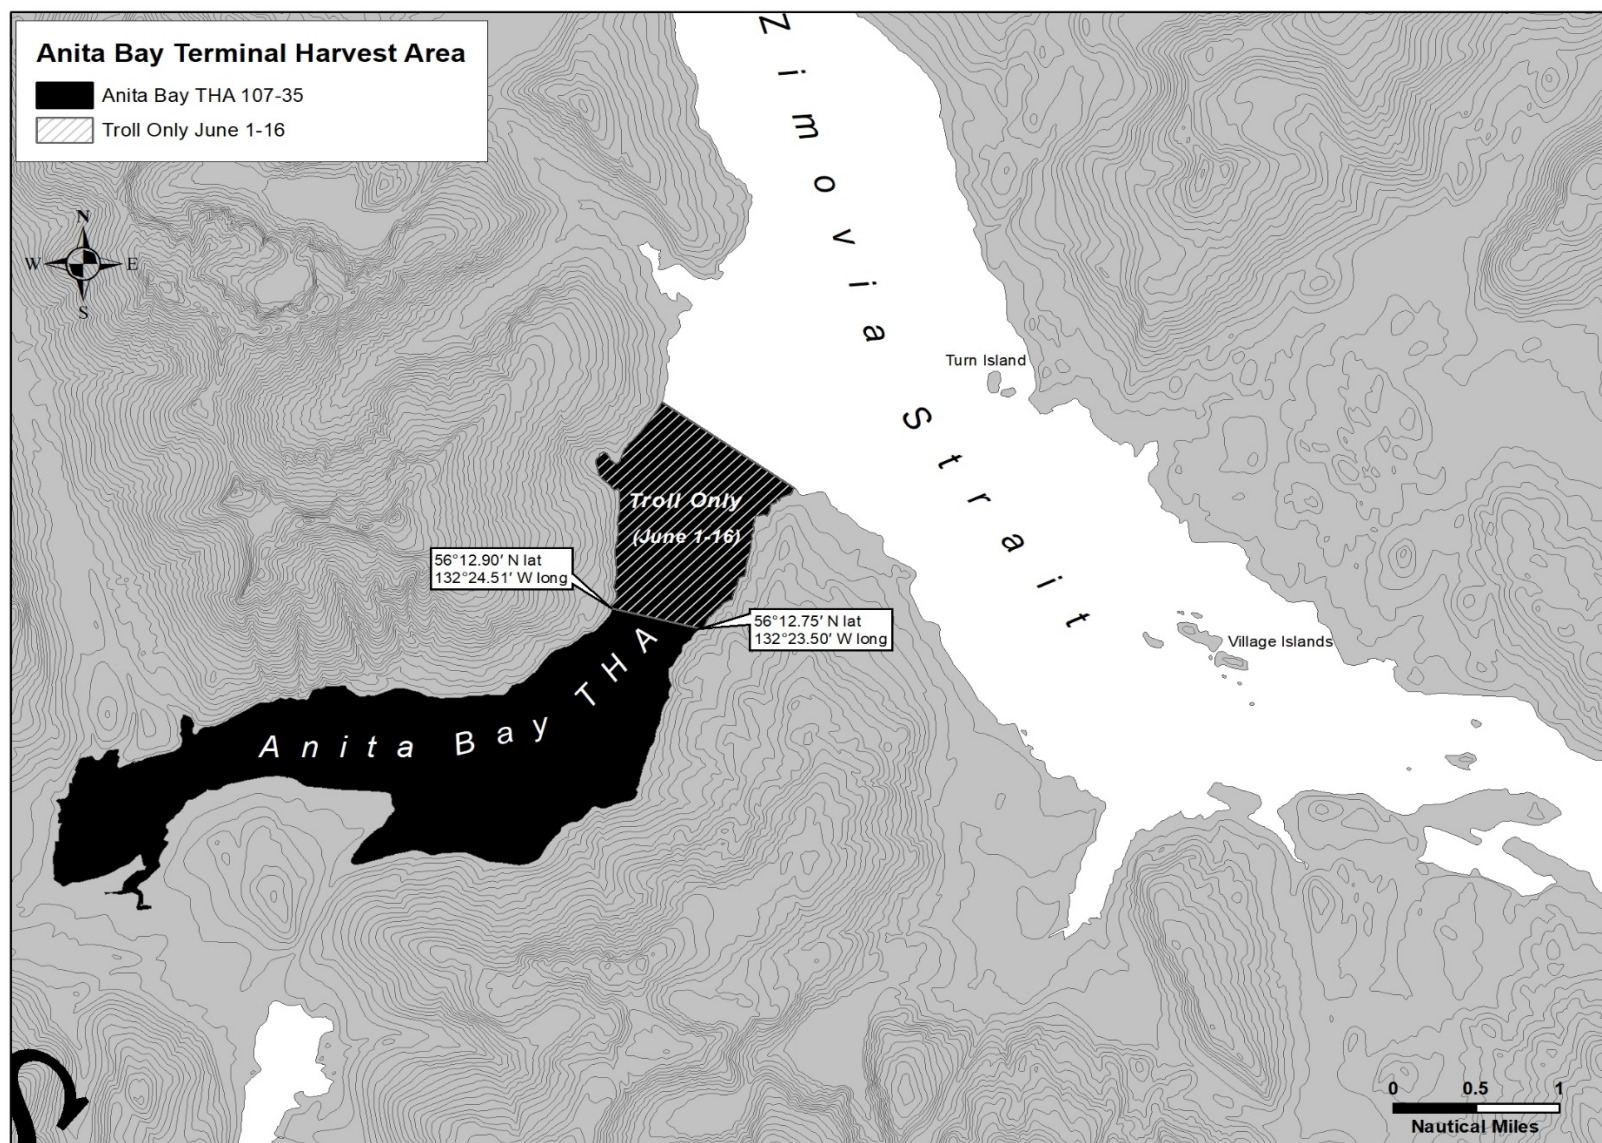 Anita Bay Terminal Harvest Area
Anita Bay THA 107-35
Troll Only June 1-16
N
W E
S
Zimovia Strait
Turn Island
Troll Only
(June 1-16)
56°12.90′ N lat
132°24.51′ W long
56°12.75′ N lat
132°23.50′ W long
Village Islands
Anita Bay THA
0 0.5 1
Nautical Miles